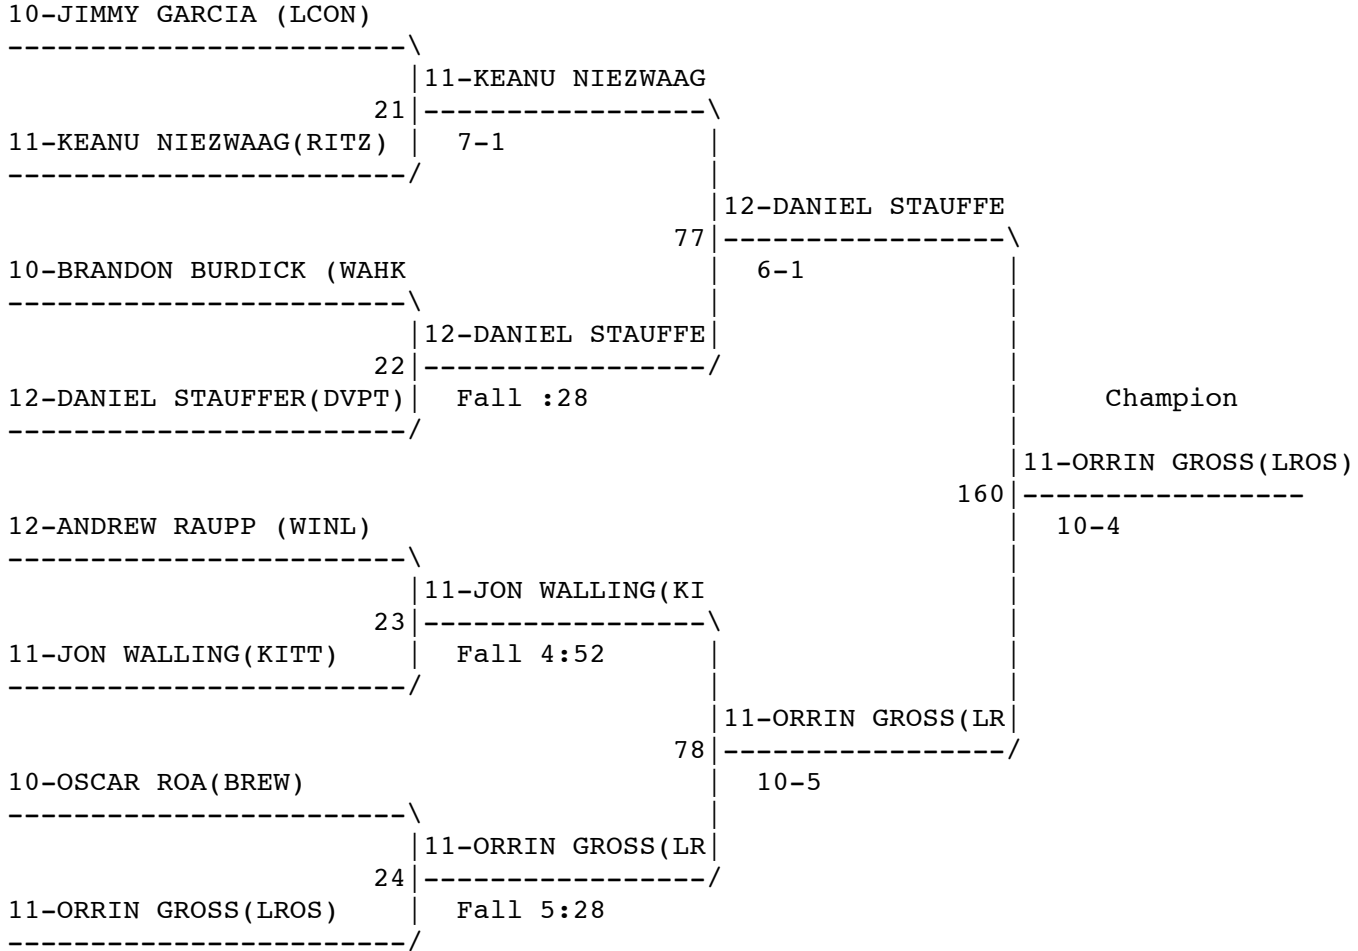 10-JIMMY GARCIA (LCON)
11-KEANU NIEZWAAG
21
11-KEANU NIEZWAAG(RITZ) 7-1
12-DANIEL STAUFFE
77
10-BRANDON BURDICK (WAHK 6-1
12-DANIEL STAUFFE
22
12-DANIEL STAUFFER(DVPT) Fall :28 Champion
11-ORRIN GROSS(LROS)
160
12-ANDREW RAUPP (WINL) 10-4
11-JON WALLING(KI
23
11-JON WALLING(KITT) Fall 4:52
11-ORRIN GROSS(LR
78
10-OSCAR ROA(BREW) 10-5
11-ORRIN GROSS(LR
24
11-ORRIN GROSS(LROS) Fall 5:28